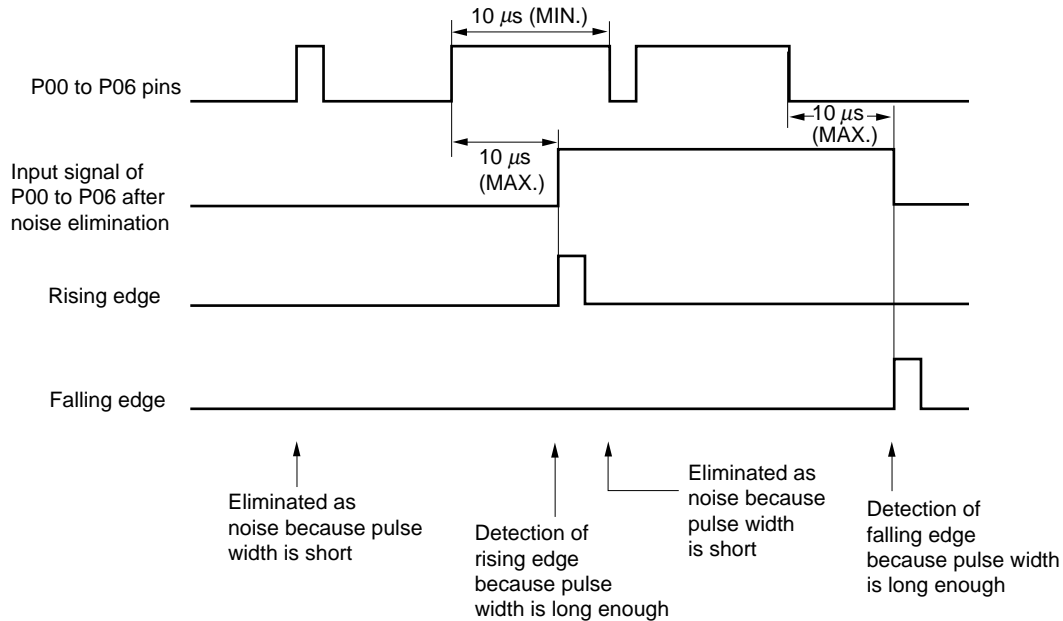 10 μs (MIN.)
P00 to P06 pins
10 μs
(MAX.)
10 μs
(MAX.)
Input signal of
P00 to P06 after
noise elimination
Rising edge
Falling edge
Eliminated as
noise because pulse
width is short
Detection of
rising edge
because pulse
width is long enough
Eliminated as
noise because
pulse width
is short
Detection of
falling edge
because pulse width
is long enough